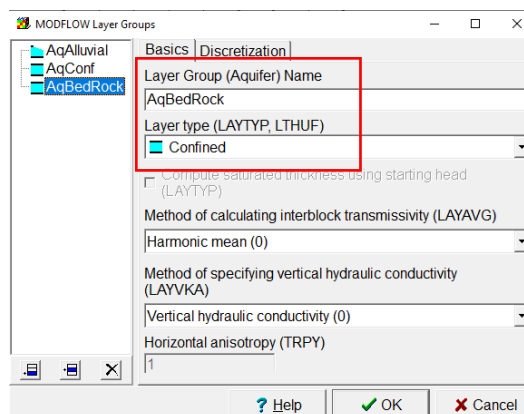 MODFLOW Layer Groups
AqAlluvial
AqConf
AqBedRock
Basics Discretization
Layer Group (Aquifer) Name
AqBedRock
Layer type (LAYTYP, LTHUF)
Confined
Compute saturated thickness using starting head
(LAYTYP)
Method of calculating interblock transmissivity (LAYAVG)
Harmonic mean (0)
Method of specifying vertical hydraulic conductivity
(LAYVKA)
Vertical hydraulic conductivity (0)
Horizontal anisotropy (TRPY)
1
? Help OK Cancel